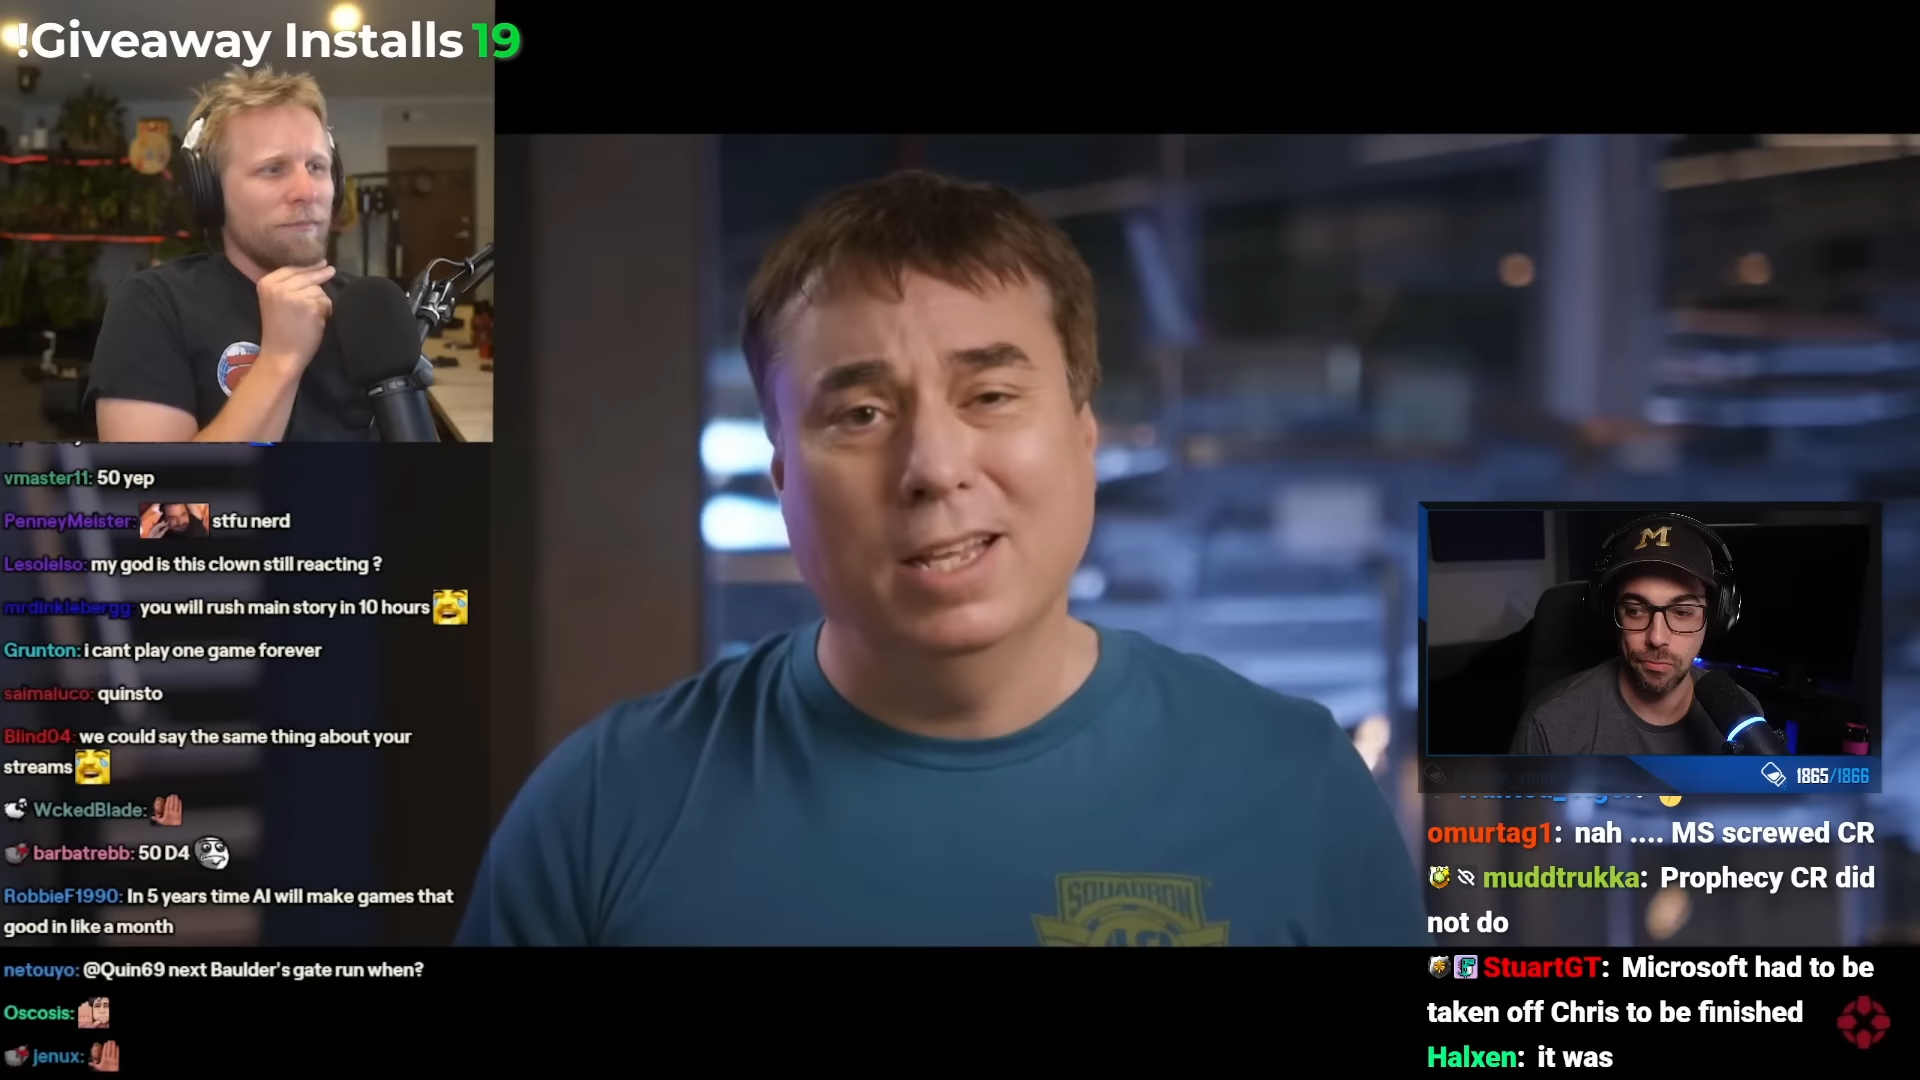 !Giveaway Installs 19
vmaster11: 50 yep
PenneyMeister: stfu nerd
Lesolelso: my god is this clown still reacting ?
mrdinklebergg: you will rush main story in 10 hours
Grunton: i cant play one game forever
saimaluco: quinsto
Blind04: we could say the same thing about your
streams
WckedBlade:
barbatrebb: 50 D4
RobbieF1990: In 5 years time AI will make games that
good in like a month
netouyo: @Quin69 next Baulder's gate run when?
Oscosis:
jenux:
SQUADRON
M
1865/1866
omurtag1: nah .... MS screwed CR
muddtrukka: Prophecy CR did
not do
StuartGT: Microsoft had to be
taken off Chris to be finished
Halxen: it was